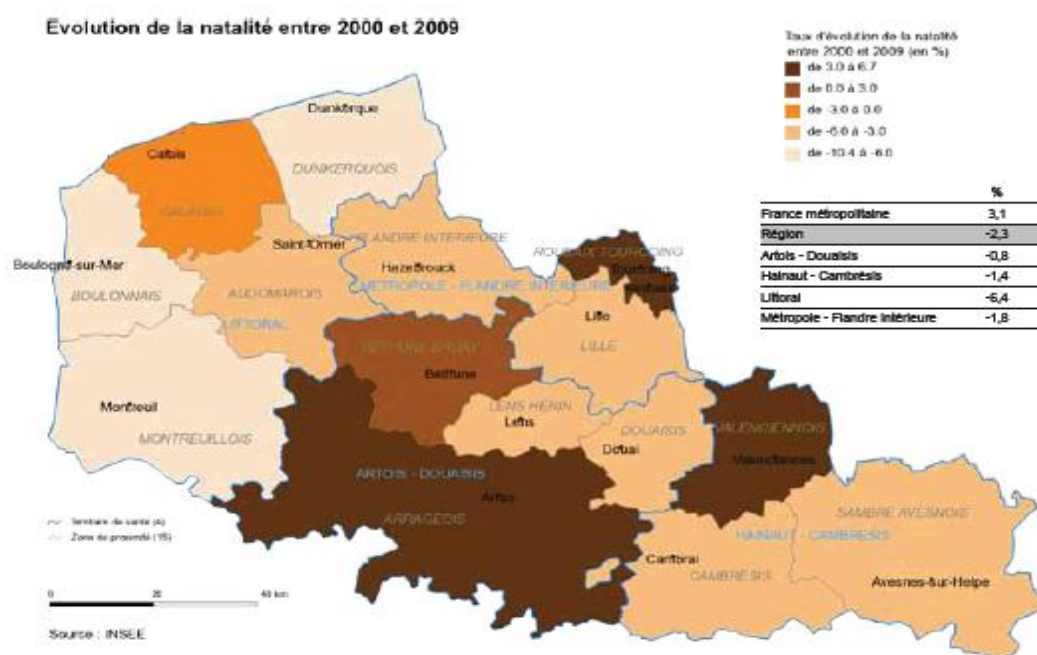 Evolution de la natalité entre 2000 et 2009
Taux d'évolution de la natalité
entre 2000 et 2009 (en %)
de 3.0 à 6.7
de 0.0 à 3.0
de -3.0 à 0.0
de -6.0 à -3.0
de -10.4 à -6.0
%
France métropolitaine 3,1
Région -2,3
Artois - Douaisis -0,8
Hainaut - Cambrésis -1,4
Littoral -6,4
Métropole - Flandre Intérieure -1,8
Dunkerque
DUNKERQUOIS
Calais
Saint-Omer
FLANDRE INTERIEURE
ROUBAIX TOURCOING
Tourcoing
Hazebrouck
METROPOLE - FLANDRE INTERIEURE
Boulogne-sur-Mer
BOULONNAIS
AUDOMAROIS
LITTORAL
Lille
LILLE
BETHUNE BRUAY
Béthune
Montreuil
MONTREUILLOIS
LENS HENIN
Lens
DOUAISIS
Douai
VALENCIENNOIS
Valenciennes
ARTOIS - DOUAISIS
Arras
ARRAGEOIS
SAMBRE AVESNOIS
HAINAUT - CAMBRESIS
Cambrai
CAMBRÉSIS
Avesnes-sur-Helpe
Territoire de santé (4)
Zone de proximité (15)
0 20 40 km
Source : INSEE